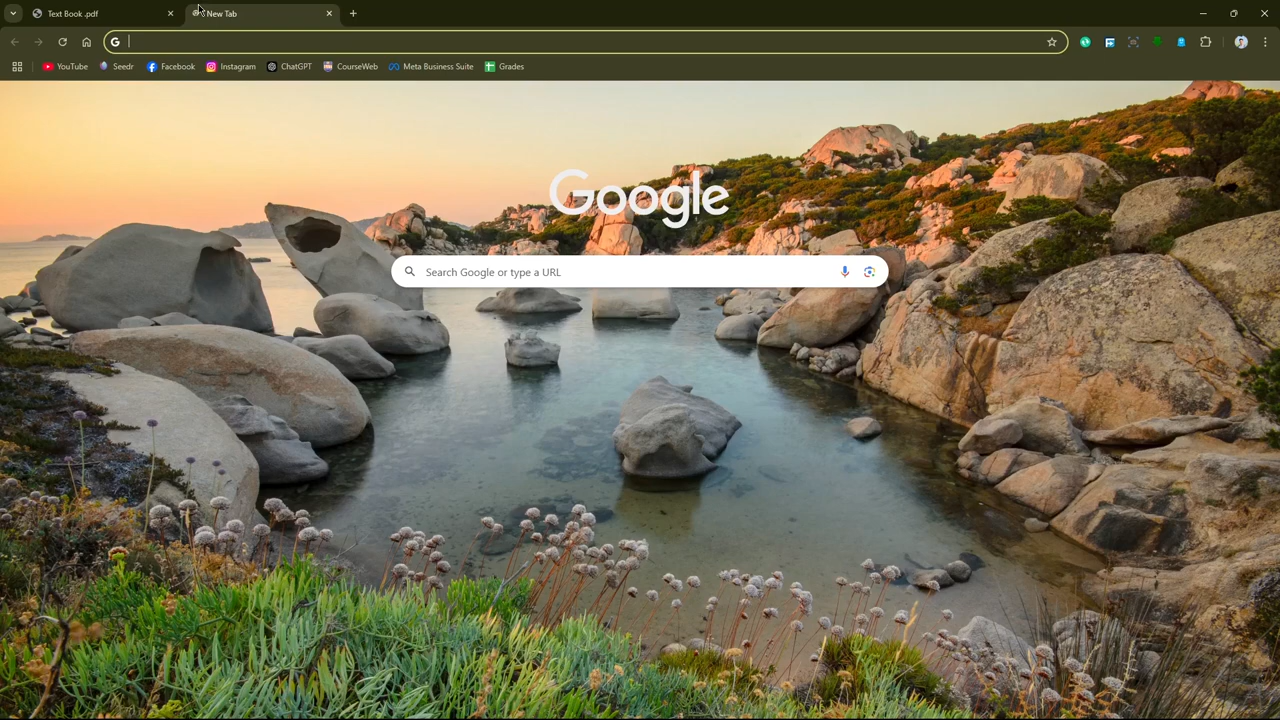 Text Book .pdf
New Tab
YouTube
Seedr
Facebook
Instagram
ChatGPT
CourseWeb
Meta Business Suite
Grades
Google
Search Google or type a URL